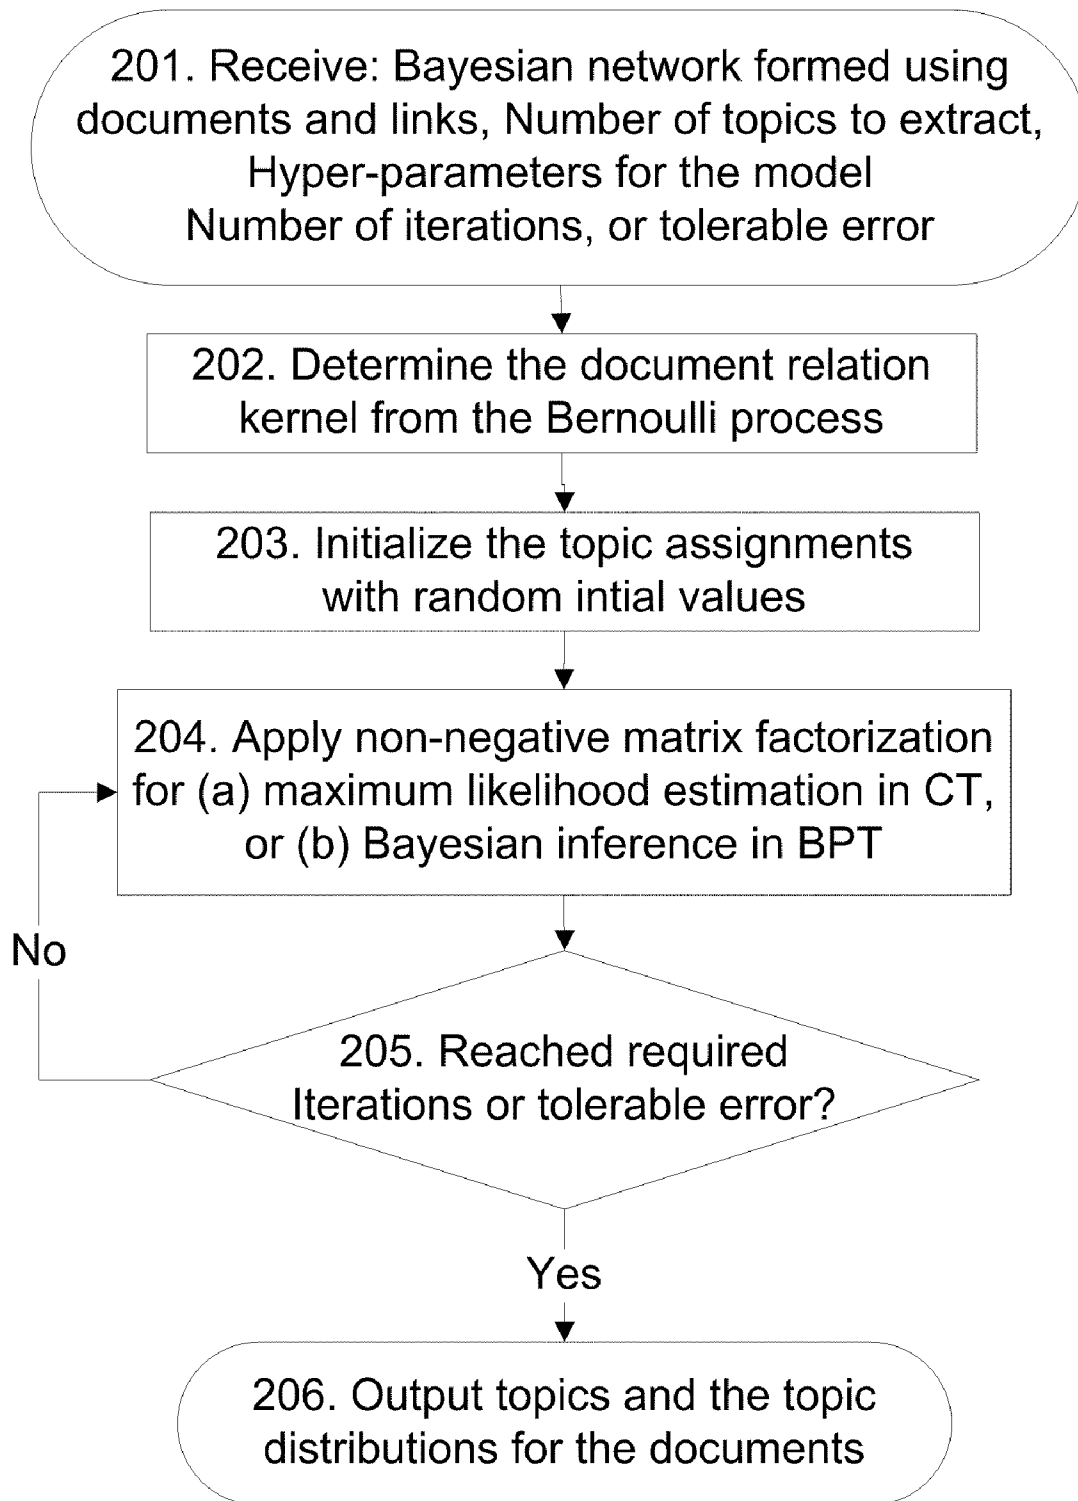 201. Receive: Bayesian network formed using
documents and links, Number of topics to extract,
Hyper-parameters for the model
Number of iterations, or tolerable error
202. Determine the document relation
kernel from the Bernoulli process
203. Initialize the topic assignments
with random intial values
204. Apply non-negative matrix factorization
for (a) maximum likelihood estimation in CT,
or (b) Bayesian inference in BPT
No
205. Reached required
Iterations or tolerable error?
Yes
206. Output topics and the topic
distributions for the documents